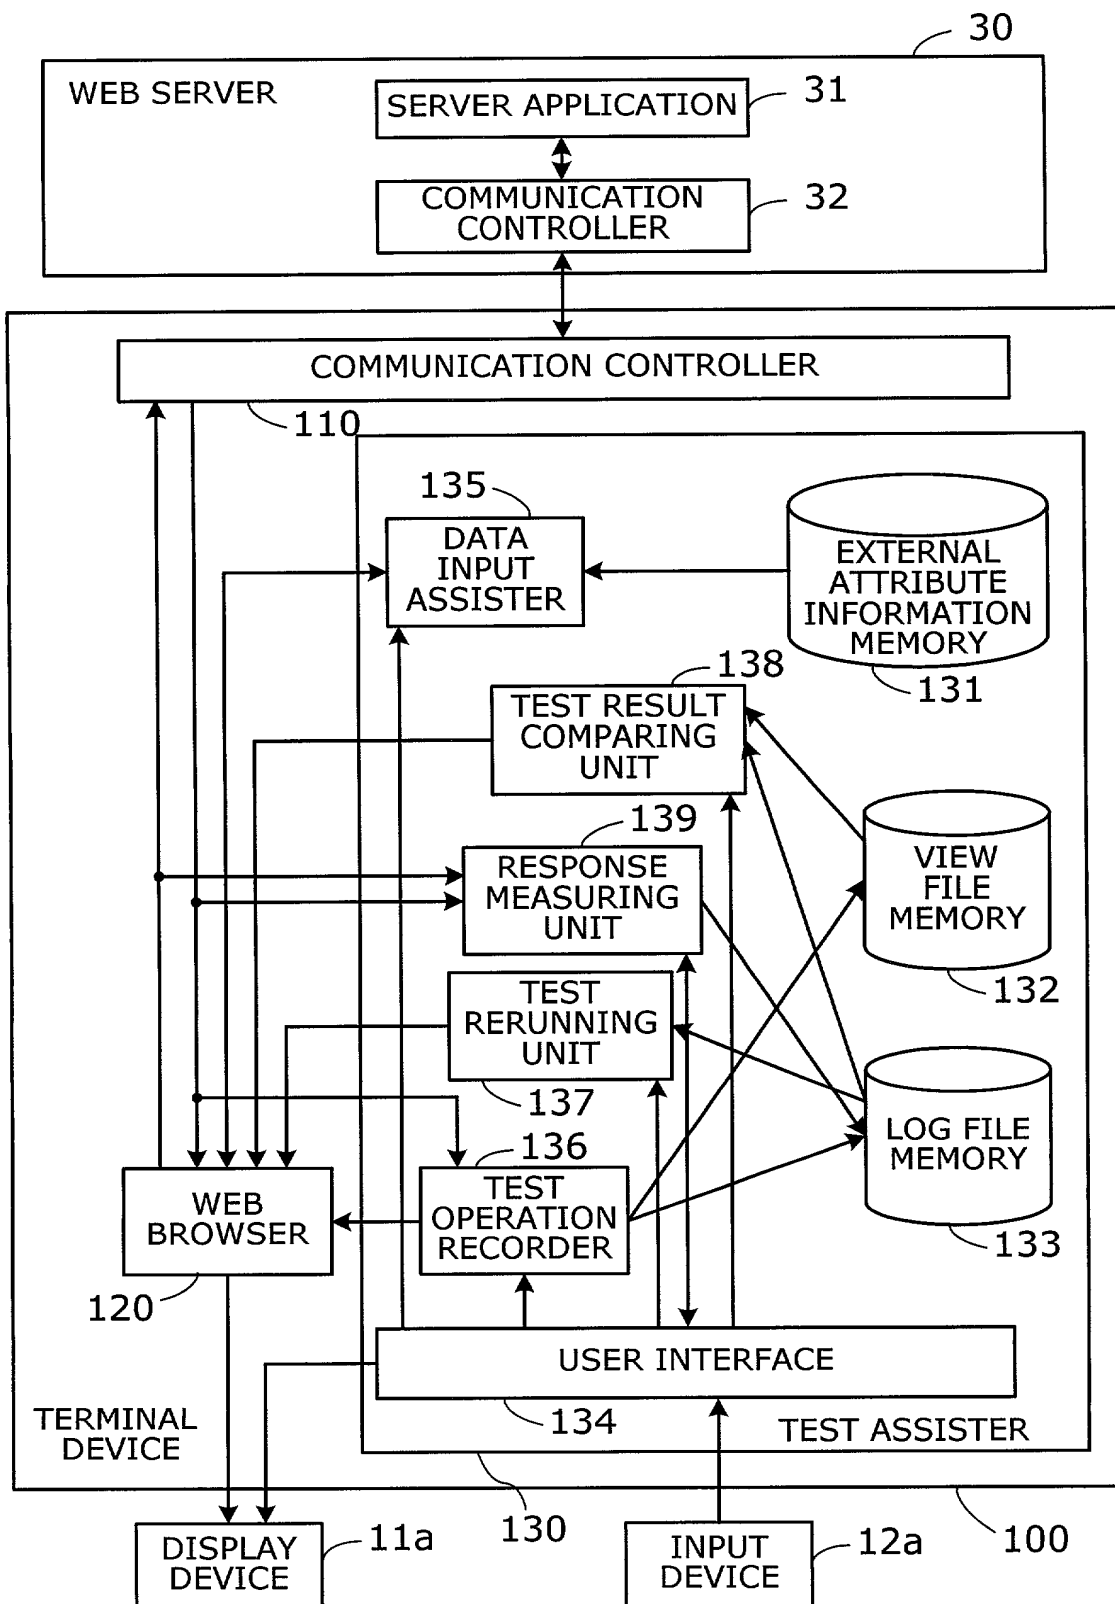 30
WEB SERVER
SERVER APPLICATION
31
COMMUNICATION
CONTROLLER
32
COMMUNICATION CONTROLLER
110
135
DATA
INPUT
ASSISTER
EXTERNAL
ATTRIBUTE
INFORMATION
MEMORY
131
138
TEST RESULT
COMPARING
UNIT
139
RESPONSE
MEASURING
UNIT
VIEW
FILE
MEMORY
132
TEST
RERUNNING
UNIT
137
LOG FILE
MEMORY
133
136
TEST
OPERATION
RECORDER
WEB
BROWSER
120
USER INTERFACE
134
TERMINAL
DEVICE
TEST ASSISTER
130
100
DISPLAY
DEVICE
11a
INPUT
DEVICE
12a